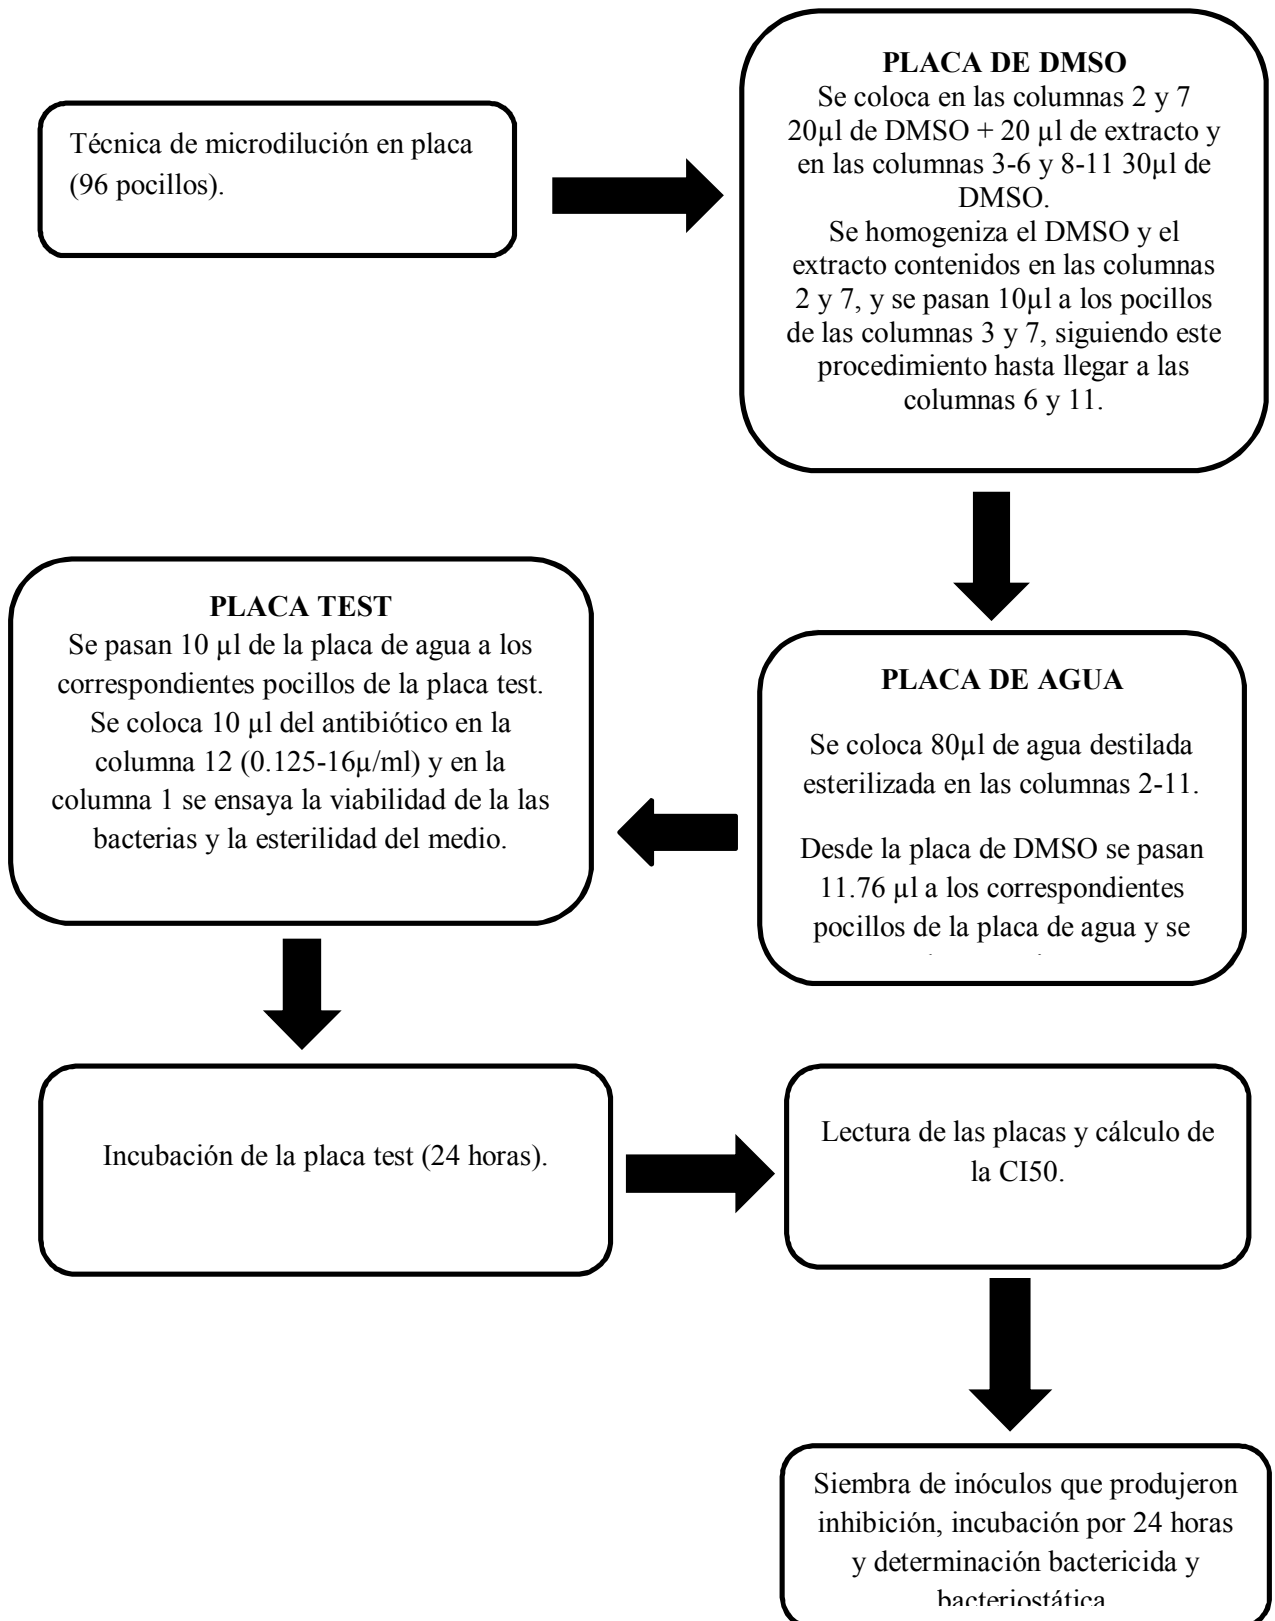 Técnica de microdilución en placa
(96 pocillos).
PLACA DE DMSO
Se coloca en las columnas 2 y 7
20µl de DMSO + 20 µl de extracto y
en las columnas 3-6 y 8-11 30µl de
DMSO.
Se homogeniza el DMSO y el
extracto contenidos en las columnas
2 y 7, y se pasan 10µl a los pocillos
de las columnas 3 y 7, siguiendo este
procedimiento hasta llegar a las
columnas 6 y 11.
PLACA DE AGUA
Se coloca 80µl de agua destilada
esterilizada en las columnas 2-11.
Desde la placa de DMSO se pasan
11.76 µl a los correspondientes
pocillos de la placa de agua y se
PLACA TEST
Se pasan 10 µl de la placa de agua a los
correspondientes pocillos de la placa test.
Se coloca 10 µl del antibiótico en la
columna 12 (0.125-16µ/ml) y en la
columna 1 se ensaya la viabilidad de la las
bacterias y la esterilidad del medio.
Incubación de la placa test (24 horas).
Lectura de las placas y cálculo de
la CI50.
Siembra de inóculos que produjeron
inhibición, incubación por 24 horas
y determinación bactericida y
bacteriostática